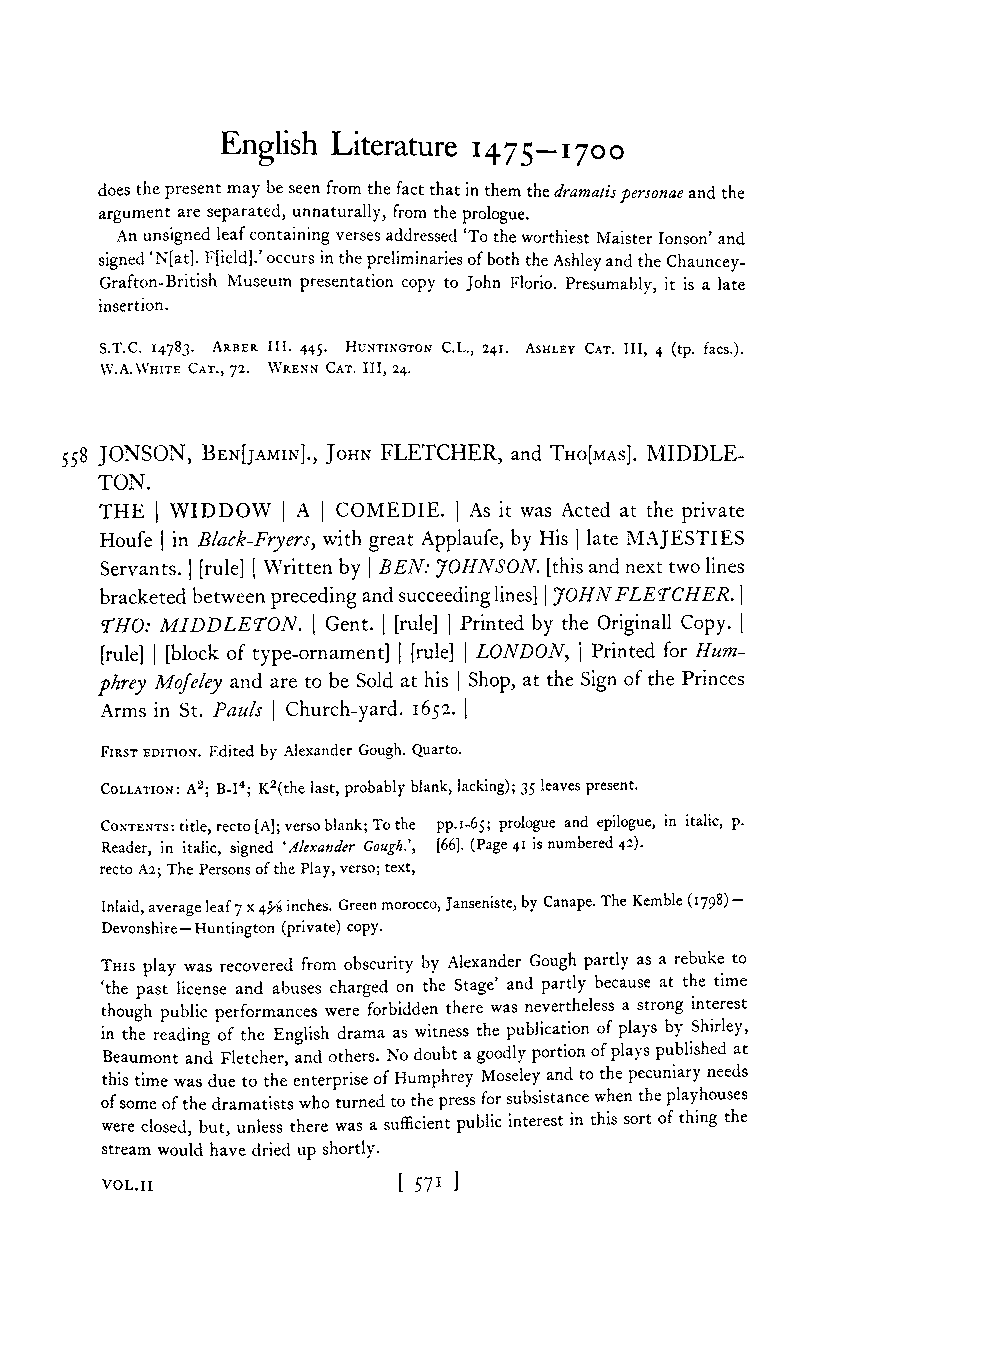 English Literature 1475–1700
does the present may be seen from the fact that in them the dramatis personae and the
argument are separated, unnaturally, from the prologue.
An unsigned leaf containing verses addressed ‘To the worthiest Maister Ionson’ and
signed ‘N[at]. F[ield].’ occurs in the preliminaries of both the Ashley and the Chauncey-
Grafton-British Museum presentation copy to John Florio. Presumably, it is a late
insertion.
S.T.C. 14783. ARBER III. 445. HUNTINGTON C.L., 241. ASHLEY CAT. III, 4 (tp. facs.).
W.A.WHITE CAT., 72. WRENN CAT. III, 24.
558 JONSON, BEN[JAMIN]., JOHN FLETCHER, and THO[MAS]. MIDDLE-
TON.
THE | WIDDOW | A | COMEDIE. | As it was Acted at the private
Houſe | in Black-Fryers, with great Applauſe, by His | late MAJESTIES
Servants. | [rule] | Written by | BEN: JOHNSON. [this and next two lines
bracketed between preceding and succeeding lines] | JOHN FLETCHER. |
THO: MIDDLETON. | Gent. | [rule] | Printed by the Originall Copy. |
[rule] | [block of type-ornament] | [rule] | LONDON, | Printed for Hum-
phrey Moſeley and are to be Sold at his | Shop, at the Sign of the Princes
Arms in St. Pauls | Church-yard. 1652. |
FIRST EDITION. Edited by Alexander Gough. Quarto.
COLLATION: A²; B-I⁴; K²(the last, probably blank, lacking); 35 leaves present.
CONTENTS: title, recto [A]; verso blank; To the
Reader, in italic, signed ‘Alexander Gough.’,
recto A2; The Persons of the Play, verso; text,
pp.1-65; prologue and epilogue, in italic, p.
[66]. (Page 41 is numbered 42).
Inlaid, average leaf 7 x 4⅝ inches. Green morocco, Janseniste, by Canape. The Kemble (1798)—
Devonshire—Huntington (private) copy.
THIS play was recovered from obscurity by Alexander Gough partly as a rebuke to
‘the past license and abuses charged on the Stage’ and partly because at the time
though public performances were forbidden there was nevertheless a strong interest
in the reading of the English drama as witness the publication of plays by Shirley,
Beaumont and Fletcher, and others. No doubt a goodly portion of plays published at
this time was due to the enterprise of Humphrey Moseley and to the pecuniary needs
of some of the dramatists who turned to the press for subsistance when the playhouses
were closed, but, unless there was a sufficient public interest in this sort of thing the
stream would have dried up shortly.
VOL.II [ 571 ]